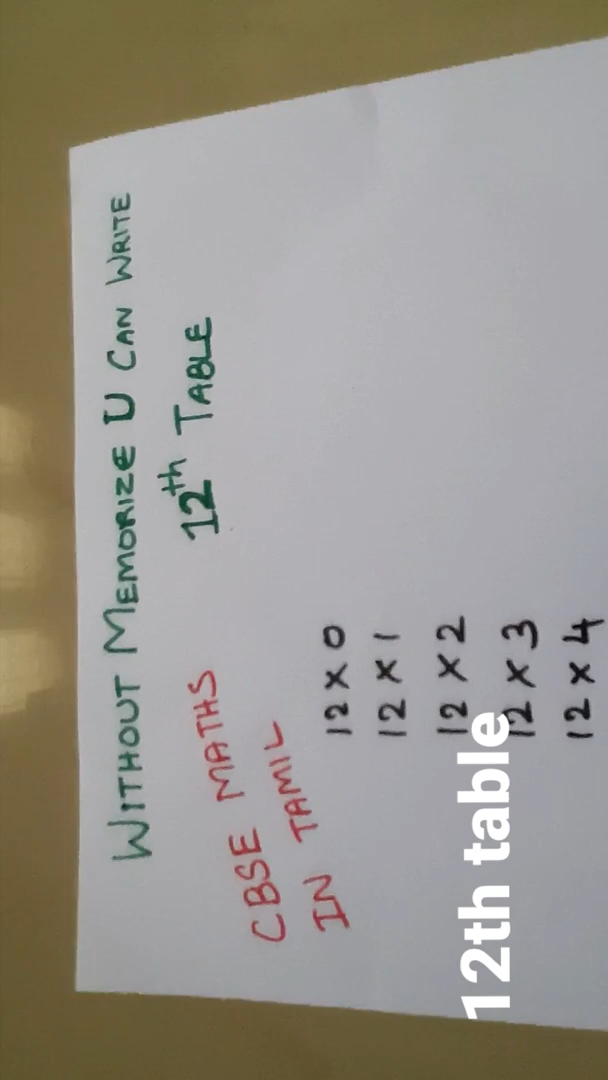 WITHOUT MEMORIZE U CAN WRITE
12th TABLE
CBSE MATHS
IN TAMIL
12 X 0
12 X 1
12 X 2
12 X 3
12 X 4
12th table